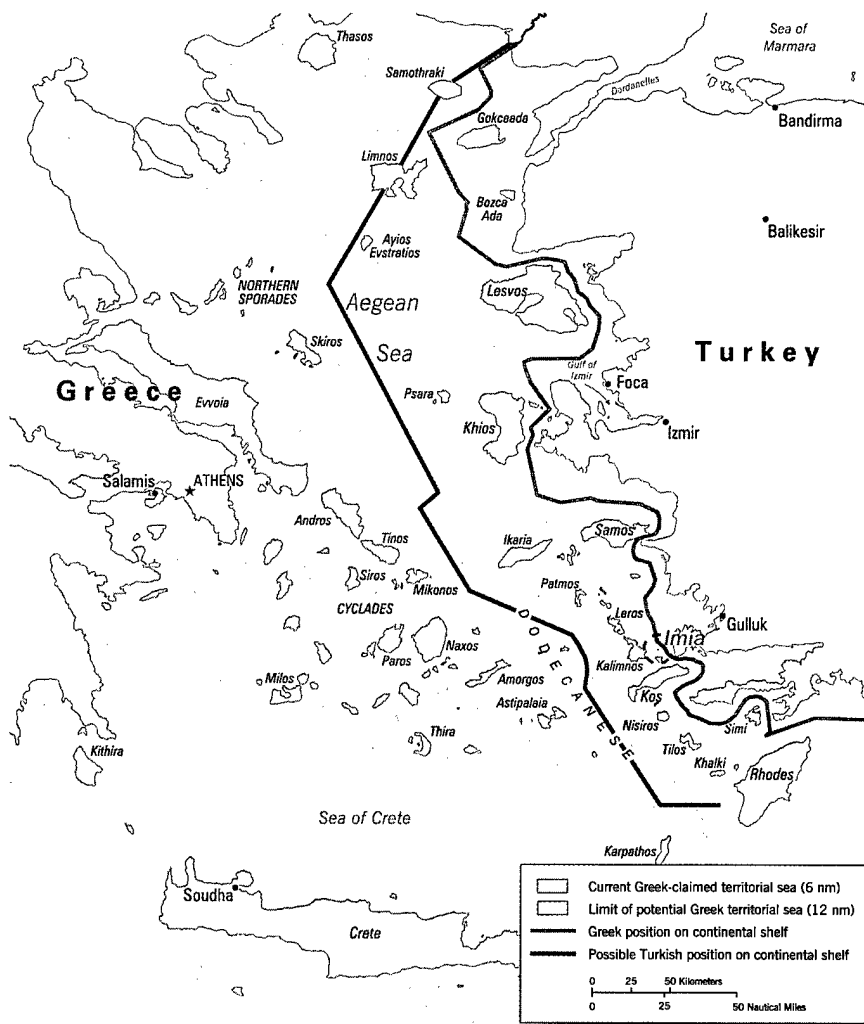 Thasos
Sea of
Marmara
Samothraki
Dardanelles
Bandirma
Gokceada
Limnos
Bozca
Ada
Balikesir
Ayios
Evstratios
NORTHERN
SPORADES
Lesvos
Aegean
Sea
Skiros
Turkey
Gulf of
Izmir
Foca
Greece
Evvoia
Psara
Khios
Izmir
Salamis
ATHENS
Andros
Tinos
Ikaria
Samos
Siros
Mikonos
Patmos
CYCLADES
Leros
Gulluk
DODECANESE
Imia
Paros
Naxos
Kalimnos
Milos
Amorgos
Kos
Astipalaia
Nisiros
Simi
Thira
Tilos
Kithira
Khalki
Rhodes
Sea of Crete
Karpathos
Soudha
Crete
Current Greek-claimed territorial sea (6 nm)
Limit of potential Greek territorial sea (12 nm)
Greek position on continental shelf
Possible Turkish position on continental shelf
0 25 50 Kilometers
0 25 50 Nautical Miles